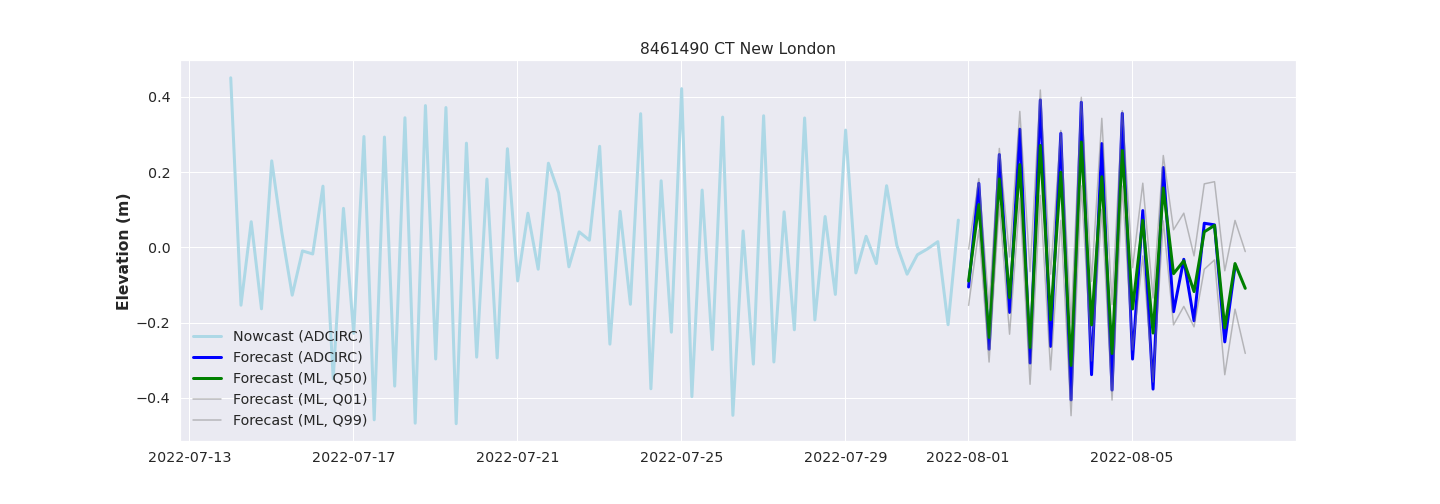 8461490 CT New London
Elevation (m)
0.4
0.2
0.0
−0.2
−0.4
Nowcast (ADCIRC)
Forecast (ADCIRC)
Forecast (ML, Q50)
Forecast (ML, Q01)
Forecast (ML, Q99)
2022-07-13 2022-07-17 2022-07-21 2022-07-25 2022-07-29 2022-08-01 2022-08-05